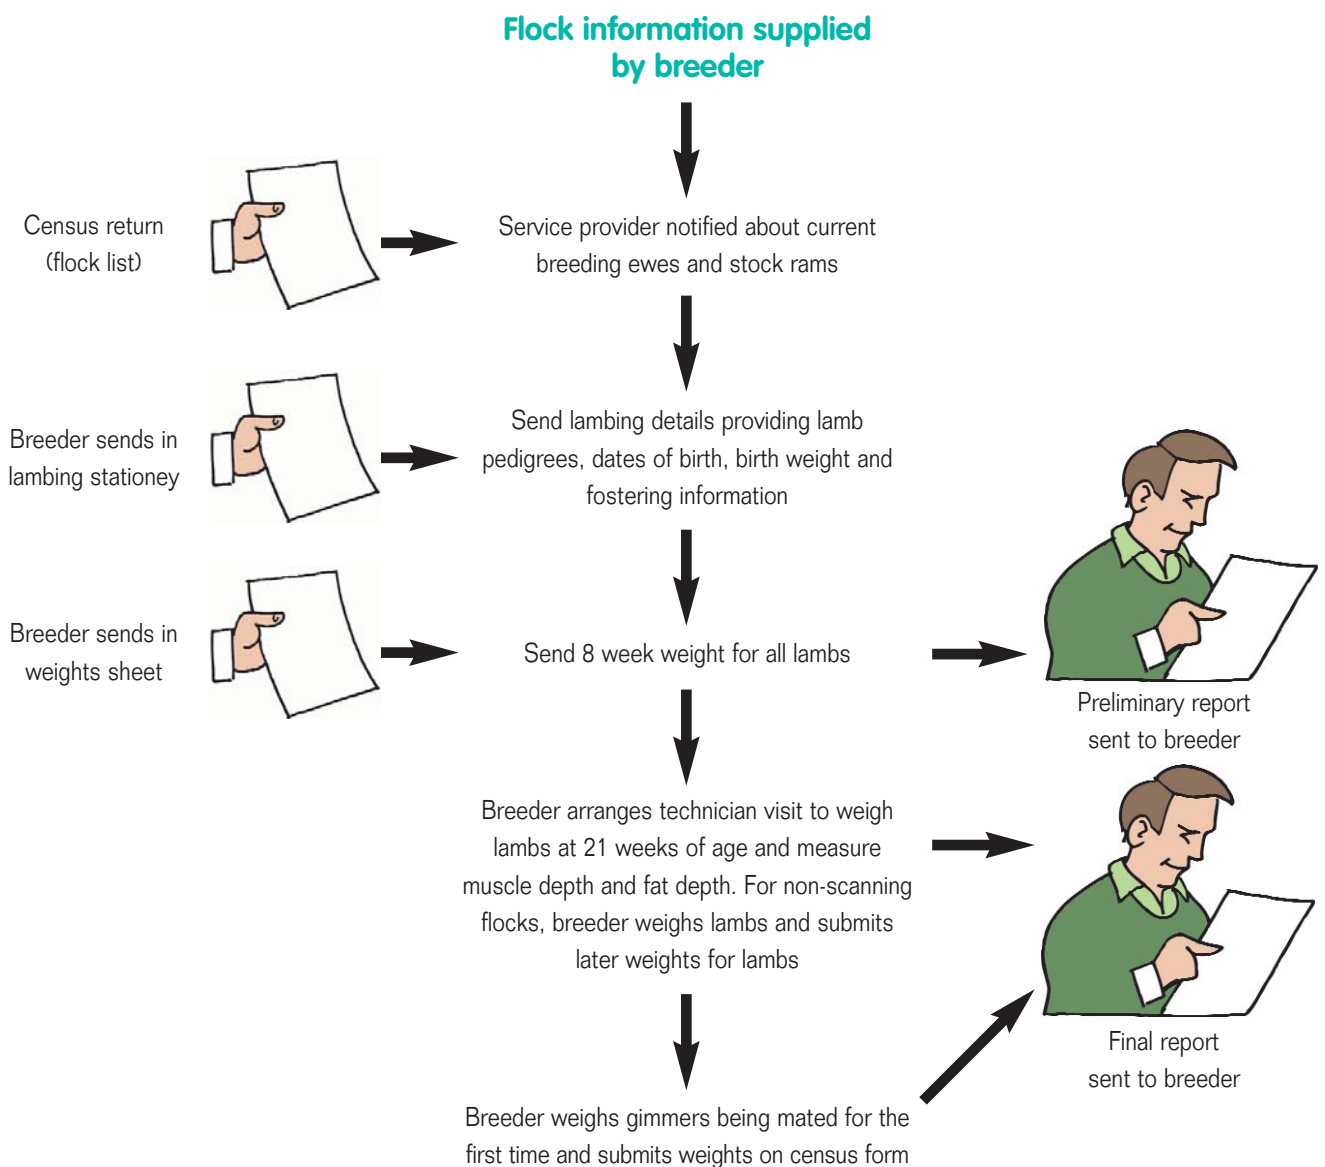 Flock information supplied
by breeder
Census return
(flock list)
Service provider notified about current
breeding ewes and stock rams
Breeder sends in
lambing stationey
Send lambing details providing lamb
pedigrees, dates of birth, birth weight and
fostering information
Breeder sends in
weights sheet
Send 8 week weight for all lambs
Preliminary report
sent to breeder
Breeder arranges technician visit to weigh
lambs at 21 weeks of age and measure
muscle depth and fat depth. For non-scanning
flocks, breeder weighs lambs and submits
later weights for lambs
Final report
sent to breeder
Breeder weighs gimmers being mated for the
first time and submits weights on census form